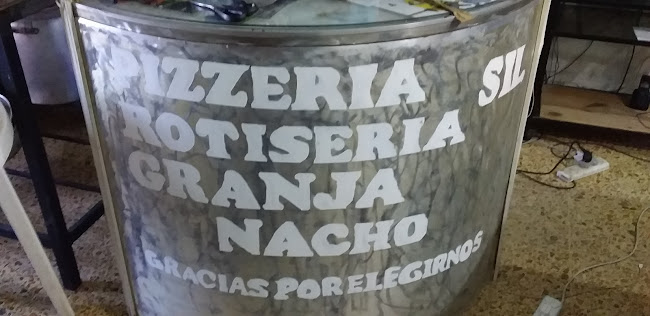 PIZZERIA SIL
ROTISERIA
GRANJA
NACHO
GRACIAS POR ELEGIRNOS